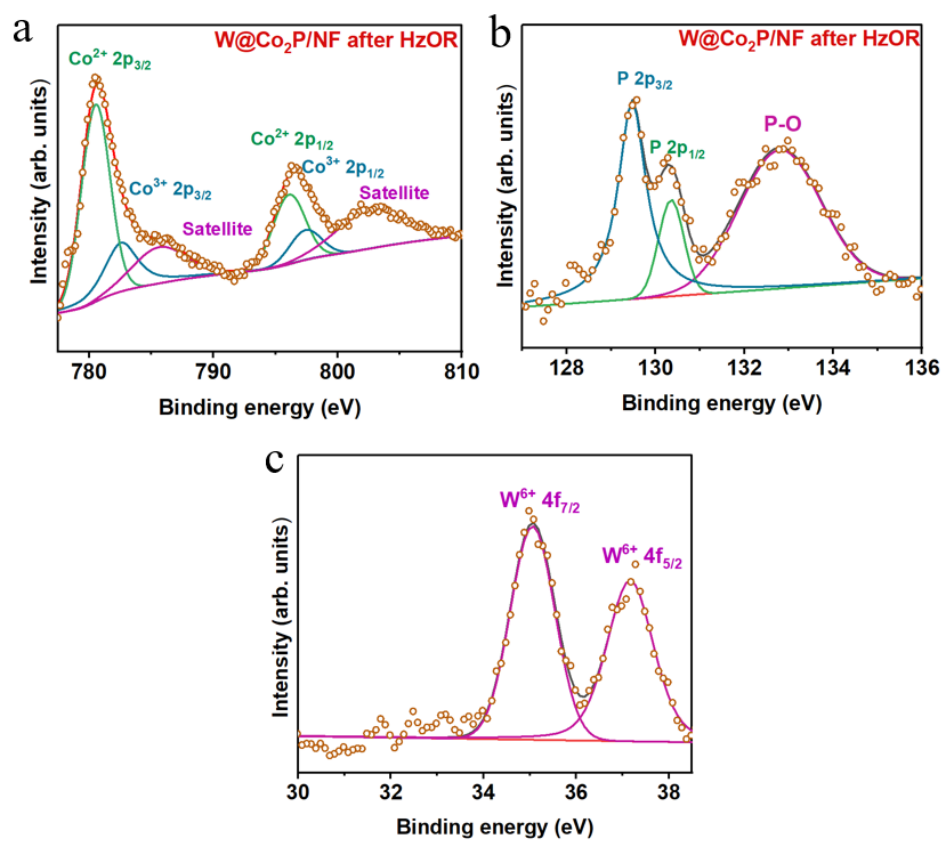 a
W@Co₂P/NF after HzOR
Co²⁺ 2p₃/₂
Co³⁺ 2p₃/₂
Satellite
Co²⁺ 2p₁/₂
Co³⁺ 2p₁/₂
Satellite
Intensity (arb. units)
780 790 800 810
Binding energy (eV)
b
W@Co₂P/NF after HzOR
P 2p₃/₂
P 2p₁/₂
P-O
Intensity (arb. units)
128 130 132 134 136
Binding energy (eV)
c
W⁶⁺ 4f₇/₂
W⁶⁺ 4f₅/₂
Intensity (arb. units)
30 32 34 36 38
Binding energy (eV)